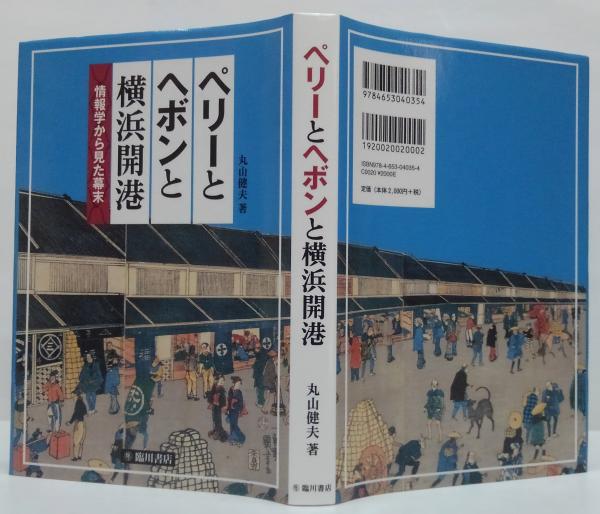 ペリーと
ヘボンと
横浜開港
情報学から見た幕末
丸山健夫 著
臨川書店
ペリーとヘボンと横浜開港
丸山健夫 著
臨川書店
9784653040354
1920020020002
ISBN978-4-653-04035-4
C0020 ¥2000E
定価（本体2,000円+税）